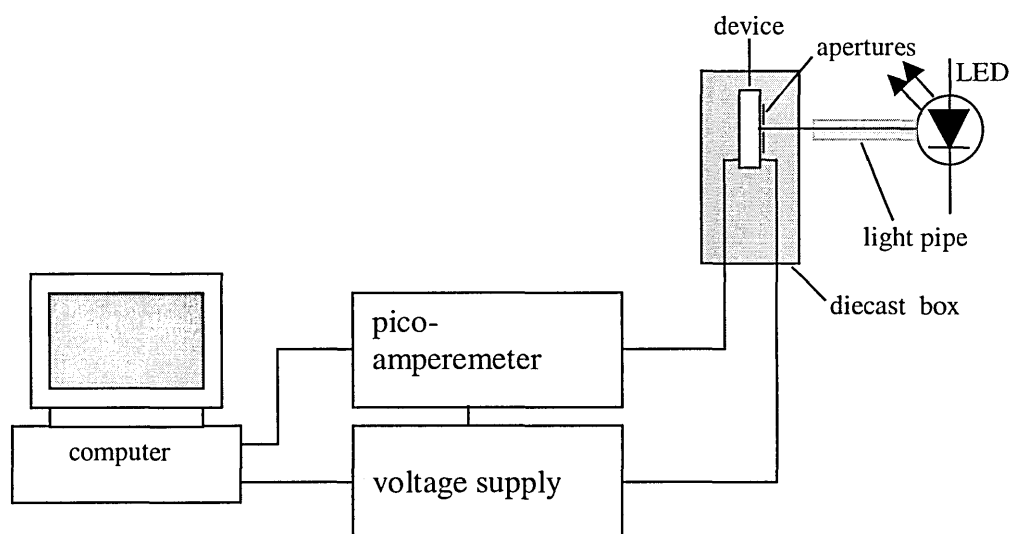 device
apertures
LED
light pipe
diecast box
pico-
amperemeter
computer
voltage supply